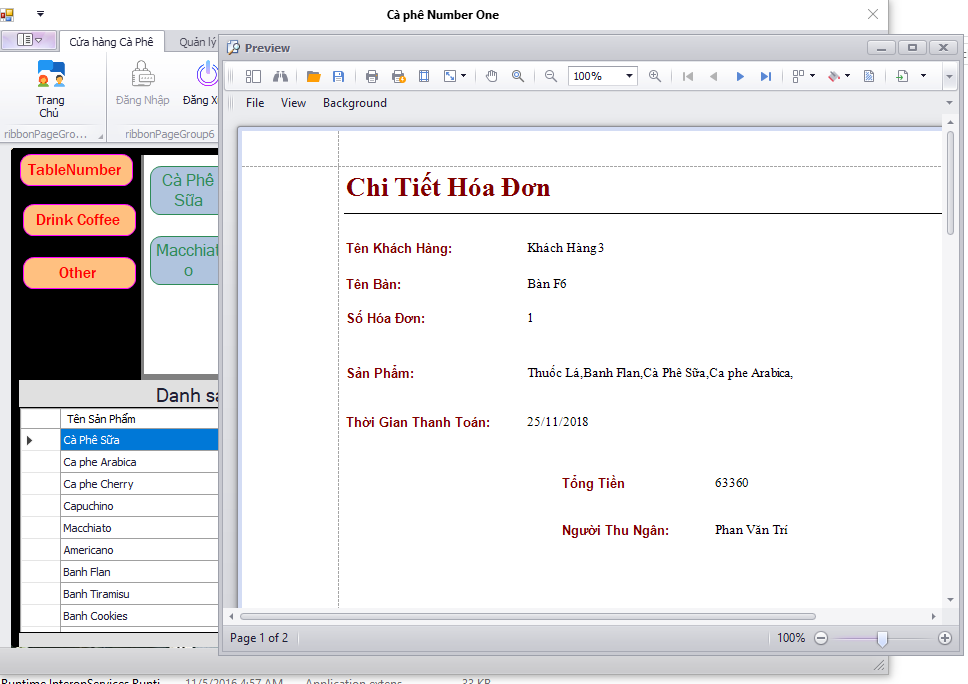 Cà phê Number One
Cửa hàng Cà Phê
Quản lý
Trang
Chủ
Đăng Nhập
Đăng X
ribbonPageGro...
ribbonPageGroup6
TableNumber
Drink Coffee
Other
Cà Phê
Sữa
Macchiat
o
Danh sá
Tên Sản Phẩm
Cà Phê Sữa
Ca phe Arabica
Ca phe Cherry
Capuchino
Macchiato
Americano
Banh Flan
Banh Tiramisu
Banh Cookies
Preview
100%
File View Background
Chi Tiết Hóa Đơn
Tên Khách Hàng: Khách Hàng3
Tên Bàn: Bàn F6
Số Hóa Đơn: 1
Sản Phẩm: Thuốc Lá,Banh Flan,Cà Phê Sữa,Ca phe Arabica,
Thời Gian Thanh Toán: 25/11/2018
Tổng Tiền 63360
Người Thu Ngân: Phan Văn Trí
Page 1 of 2
100%
Runtime.InteropServices.Runti 11/5/2016 4:57 AM Application extens 33 KB